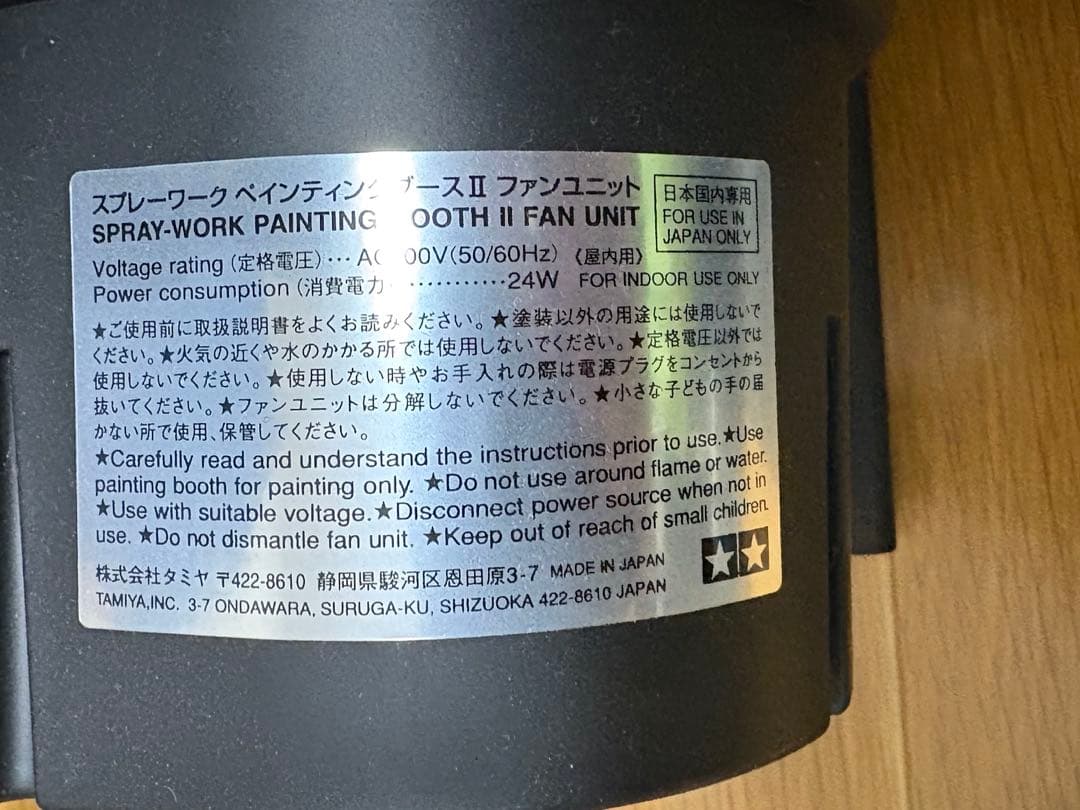 スプレーワーク ペインティング ブースⅡ ファンユニット
SPRAY-WORK PAINTING BOOTH II FAN UNIT
日本国内専用
FOR USE IN
JAPAN ONLY
Voltage rating (定格電圧)… AC100V(50/60Hz) 《屋内用》
Power consumption (消費電力 ············24W FOR INDOOR USE ONLY
★ご使用前に取扱説明書をよくお読みください。★塗装以外の用途には使用しないで
ください。★火気の近くや水のかかる所では使用しないでください。★定格電圧以外では
使用しないでください。★使用しない時やお手入れの際は電源プラグをコンセントから
抜いてください。★ファンユニットは分解しないでください。★小さな子どもの手の届
かない所で使用、保管してください。
★Carefully read and understand the instructions prior to use.★Use
painting booth for painting only. ★Do not use around flame or water.
★Use with suitable voltage.★Disconnect power source when not in
use. ★Do not dismantle fan unit. ★Keep out of reach of small children.
株式会社タミヤ 〒422-8610 静岡県駿河区恩田原3-7 MADE IN JAPAN
TAMIYA,INC. 3-7 ONDAWARA, SURUGA-KU, SHIZUOKA 422-8610 JAPAN